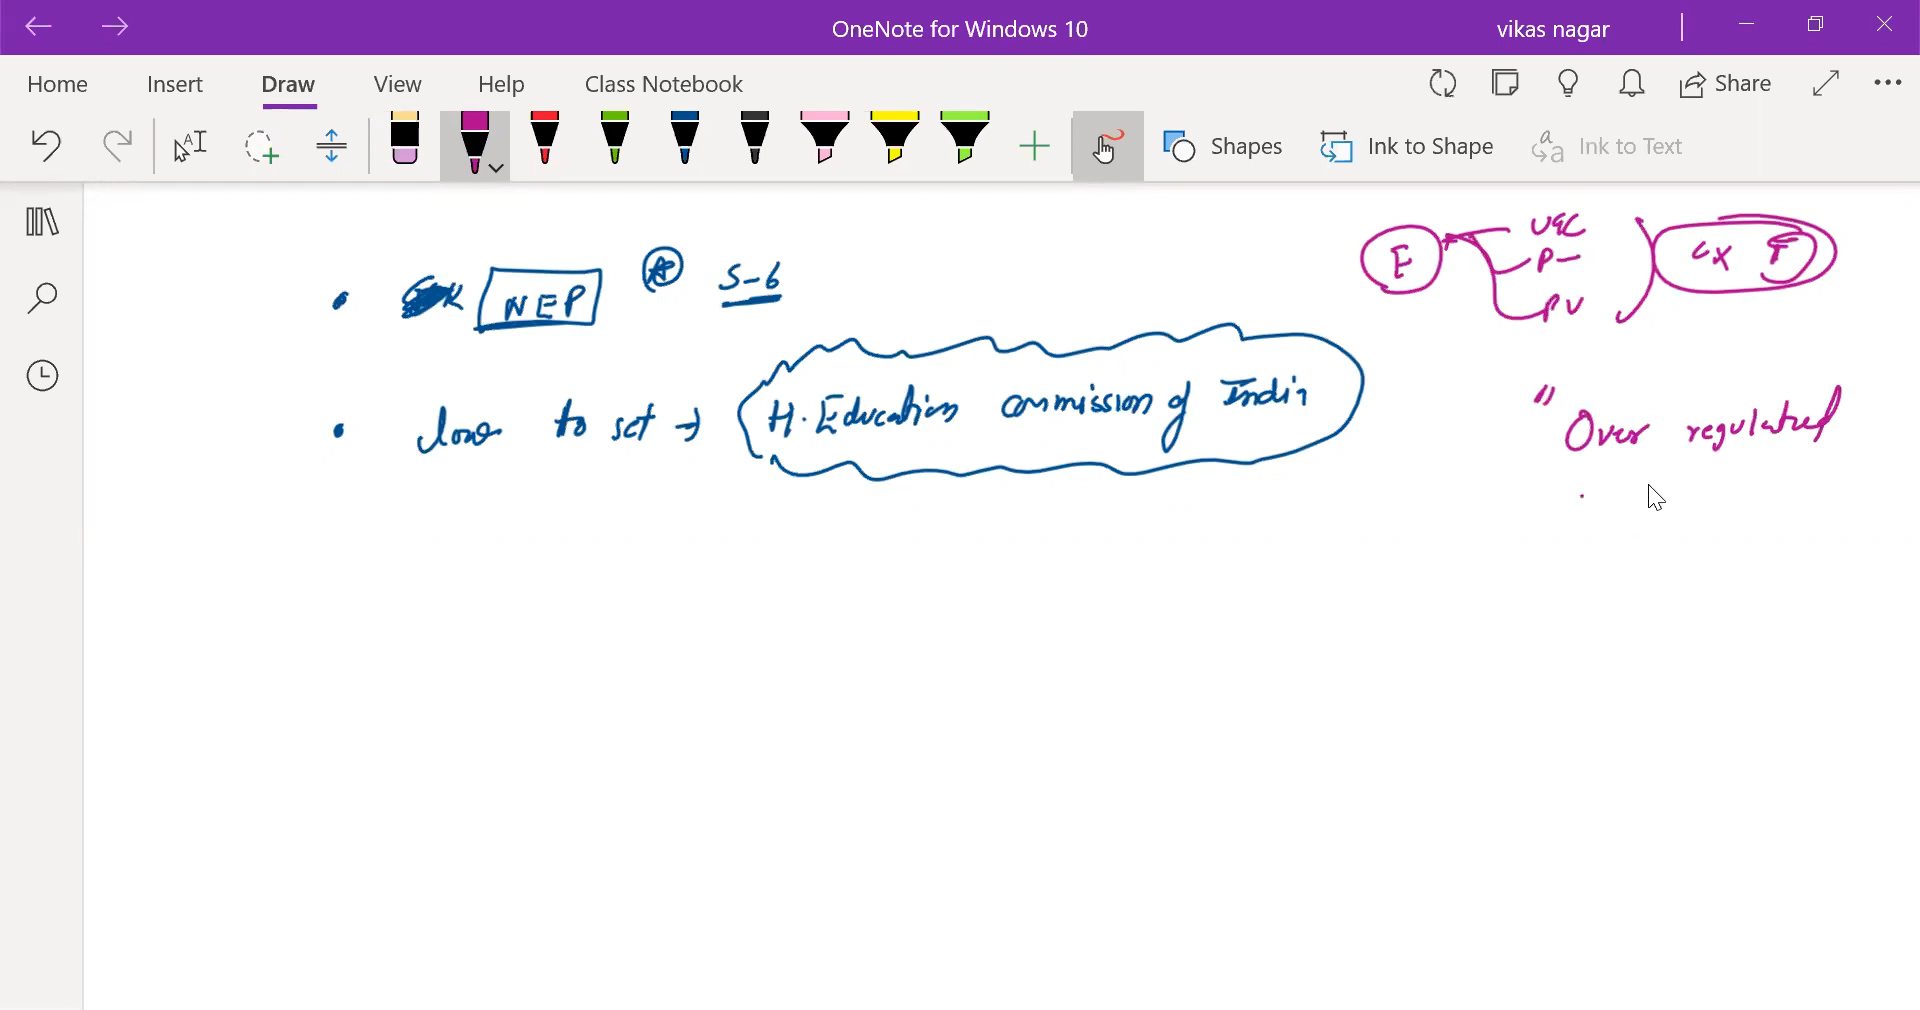 OneNote for Windows 10
vikas nagar
Home Insert Draw View Help Class Notebook Share
Shapes Ink to Shape Ink to Text
NEP S-6
to set → H. Education commission of India
E
UGC
P-
PV
F
" Over regulated